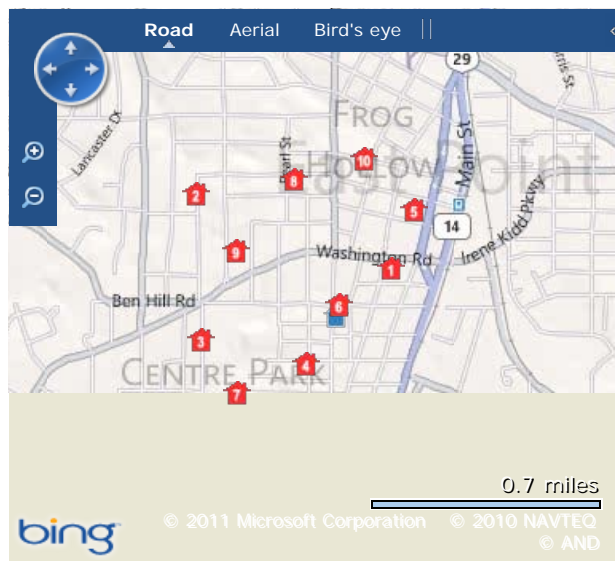 Road Aerial Bird's eye
29
Lancaster Dr
FROG
HOLLOW
East Point
Pearl St
Main St
10
8
2
5
14
Irene Kidd Pkwy
9
Washington Rd
1
Ben Hill Rd
6
3
4
CENTRE PARK
7
0.7 miles
bing
© 2011 Microsoft Corporation © 2010 NAVTEQ
© AND